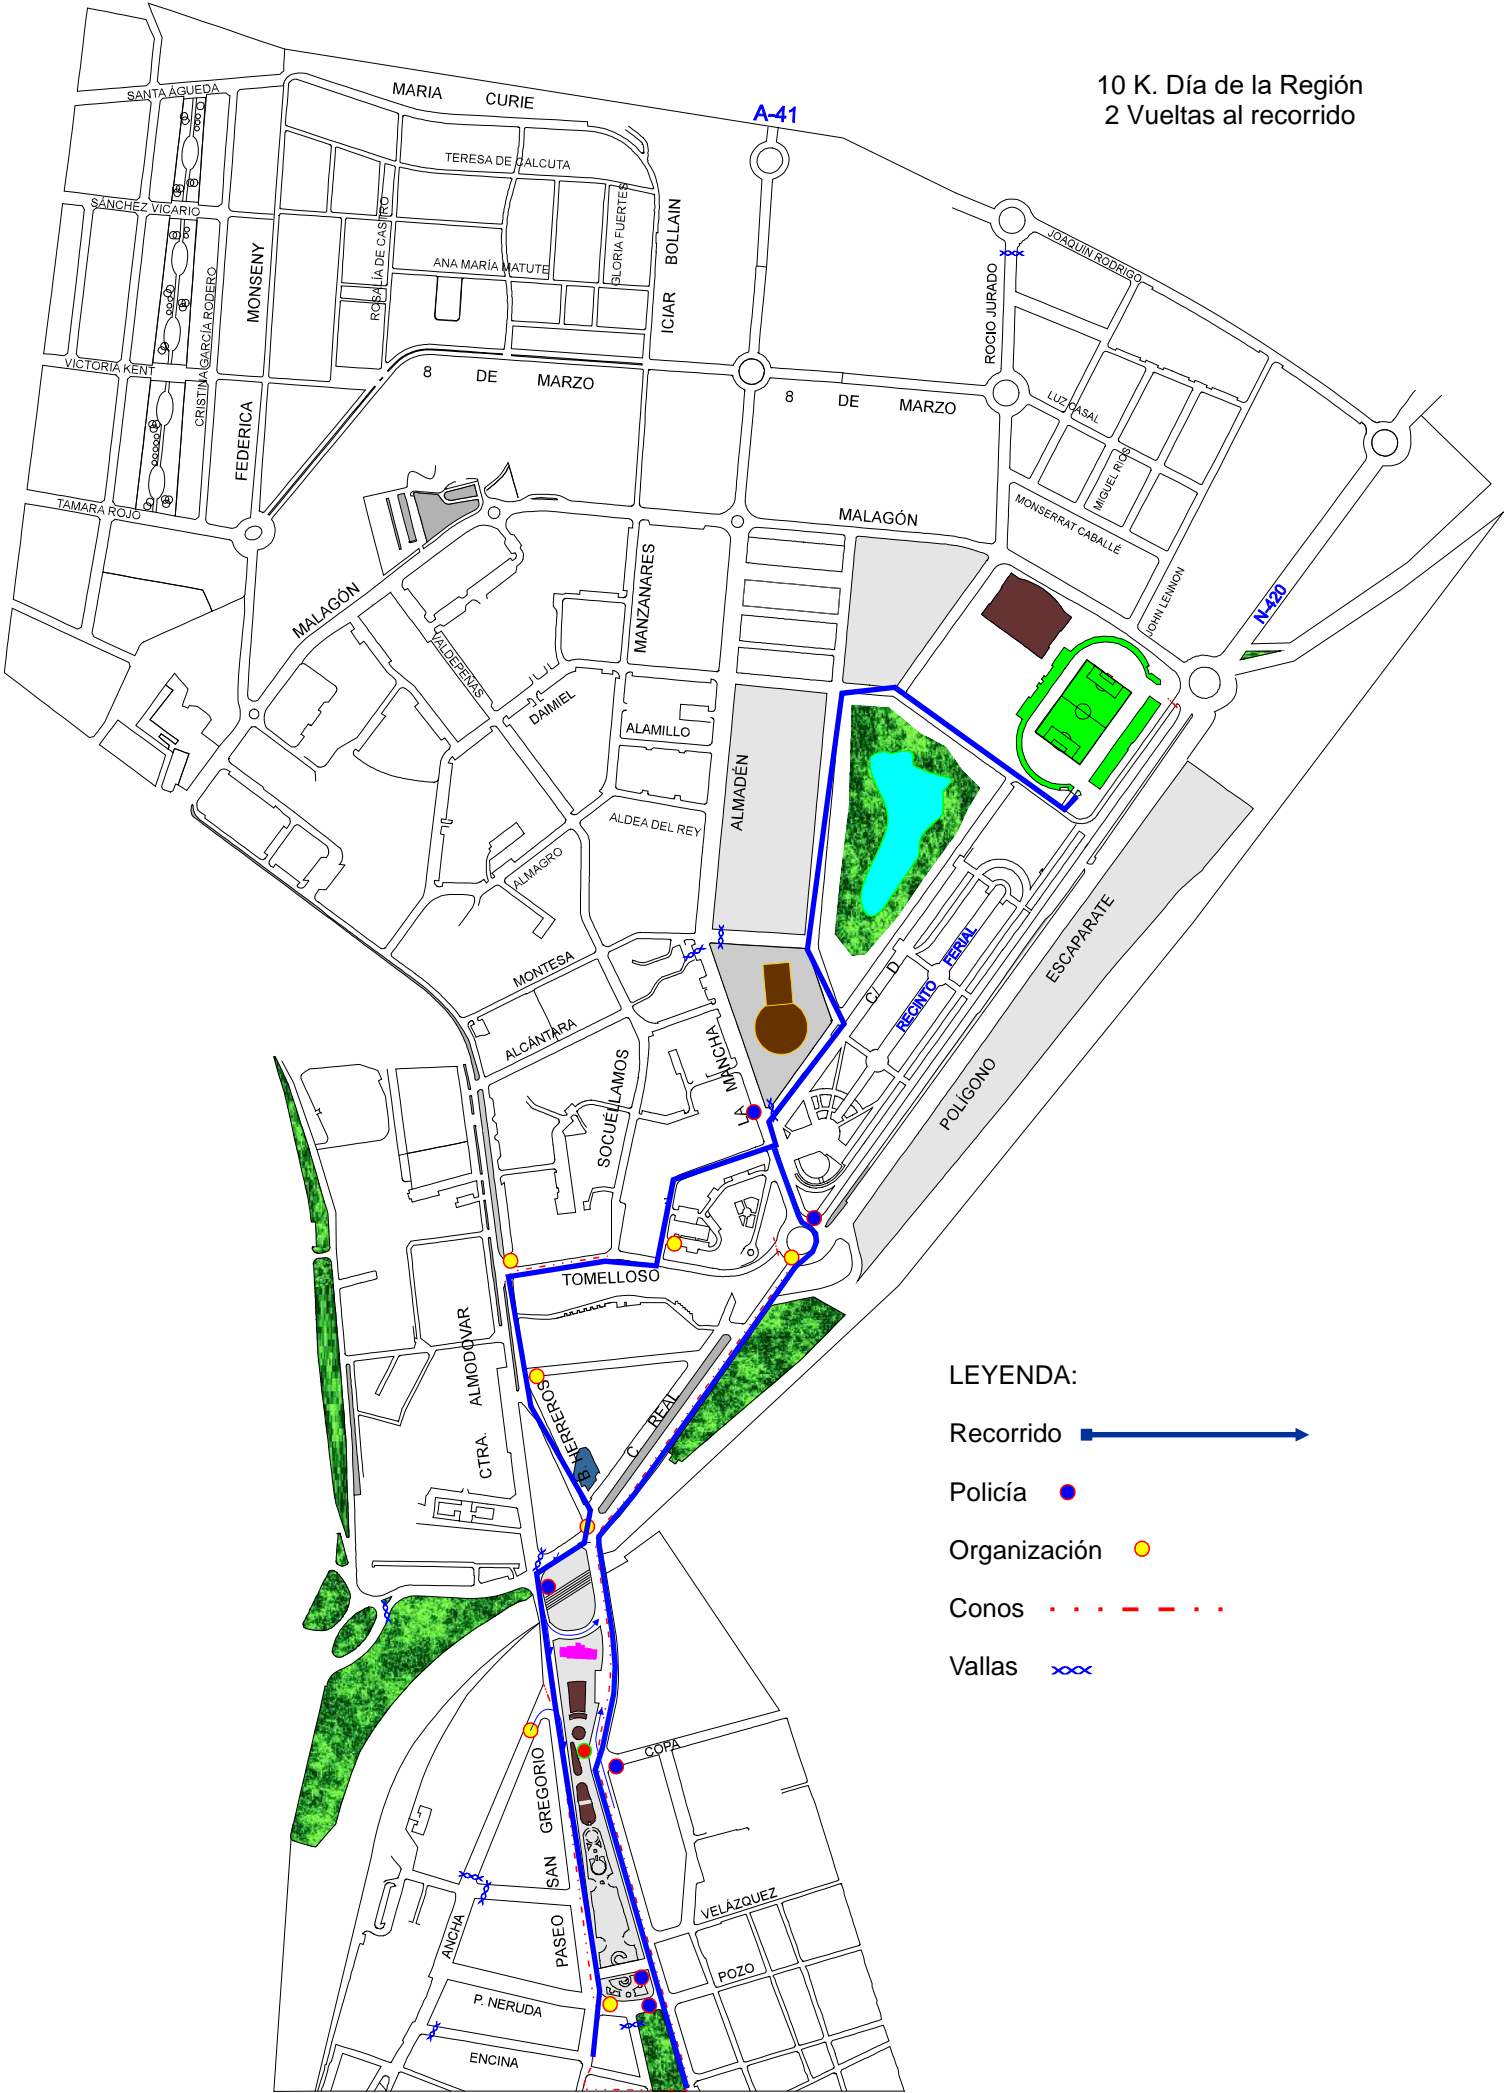 10 K. Día de la Región
2 Vueltas al recorrido
A-41
MARIA CURIE
SANTA ÁGUEDA
TERESA DE CALCUTA
SÁNCHEZ VICARIO
ROSALÍA DE CASTRO
GLORIA FUERTES
ICIAR BOLLAIN
ANA MARÍA MATUTE
FEDERICA MONSENY
CRISTINA GARCÍA RODERO
VICTORIA KENT
TAMARA ROJO
8 DE MARZO
8 DE MARZO
JOAQUIN RODRIGO
ROCIO JURADO
LUZ CASAL
MIGUEL RIOS
MONSERRAT CABALLÉ
JOHN LENNON
N-420
MALAGÓN
MALAGÓN
MANZANARES
VALDEPEÑAS
DAIMIEL
ALAMILLO
ALMADÉN
ALDEA DEL REY
ALMAGRO
MONTESA
ALCÁNTARA
SOCUÉLLAMOS
LA MANCHA
C/ D
RECINTO FERIAL
POLÍGONO ESCAPARATE
TOMELLOSO
CTRA. ALMODOVAR
B. HERREROS
C REAL
COPA
PASEO SAN GREGORIO
ANCHA
VELÁZQUEZ
POZO
P. NERUDA
ENCINA
LEYENDA:
Recorrido
Policía
Organización
Conos
Vallas